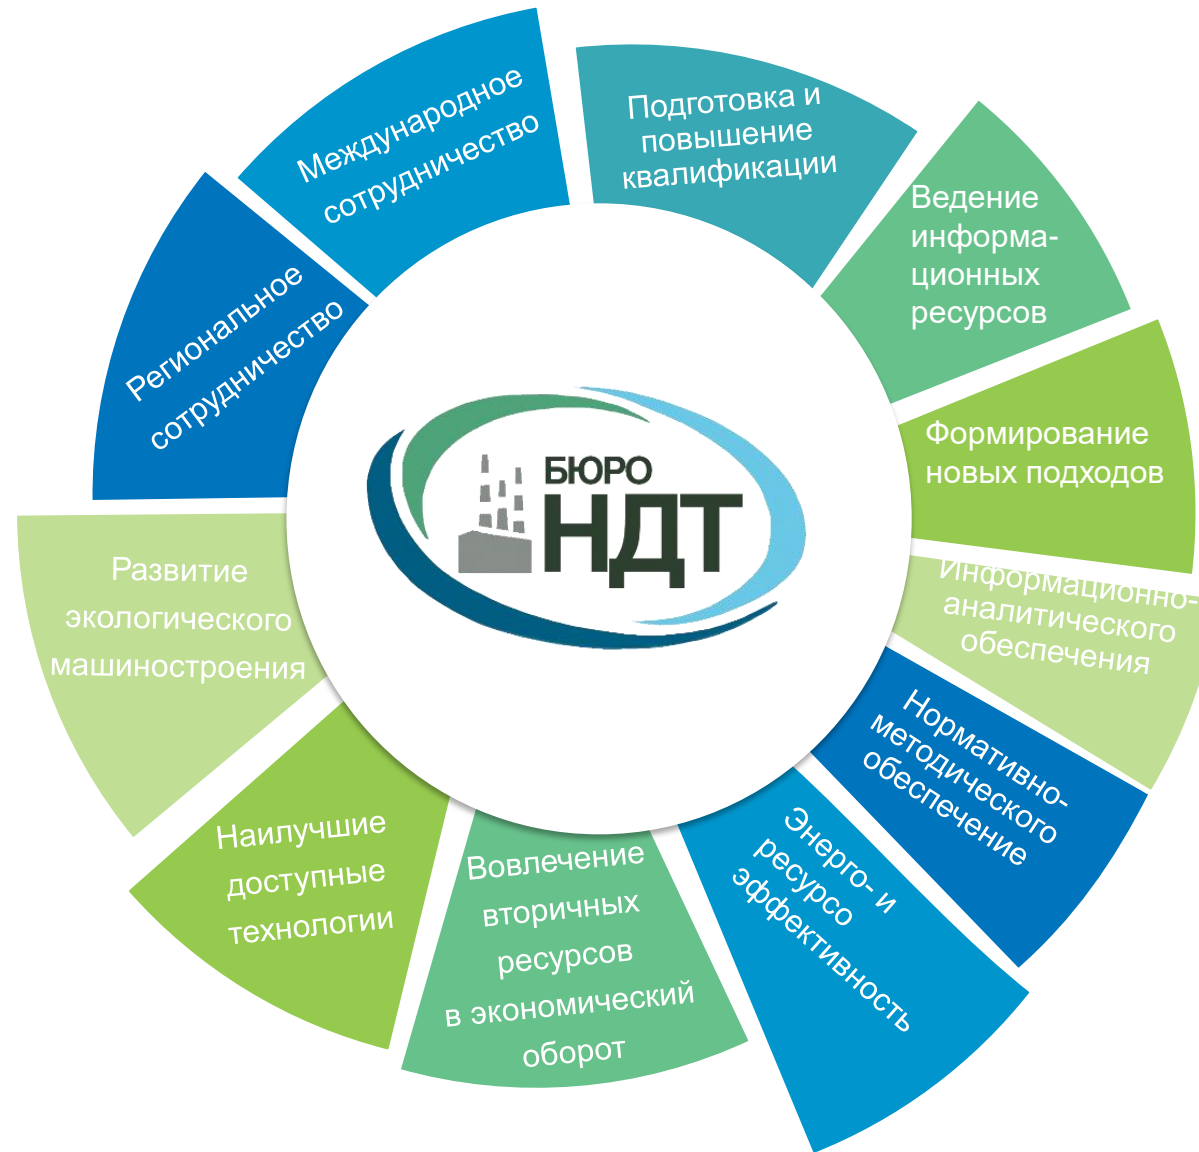 Международное
сотрудничество
Подготовка и
повышение
квалификации
Ведение
информа-
ционных
ресурсов
Формирование
новых подходов
Информационно-
аналитического
обеспечения
Нормативно-
методического
обеспечение
Энерго- и
ресурсо
эффективность
Вовлечение
вторичных
ресурсов
в экономический
оборот
Наилучшие
доступные
технологии
Развитие
экологического
машиностроения
Региональное
сотрудничество
БЮРО
НДТ